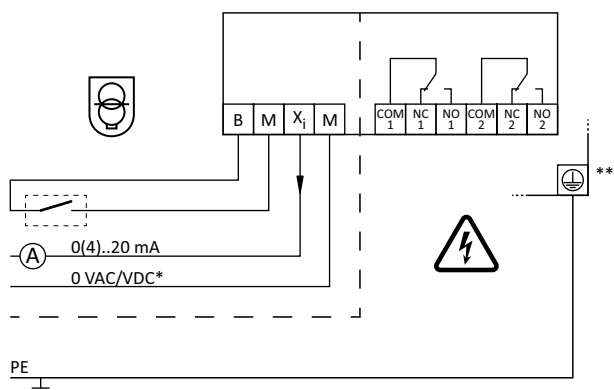 B M Xi M
COM 1 NC 1 NO 1 COM 2 NC 2 NO 2
**
A 0(4)..20 mA
0 VAC/VDC*
PE